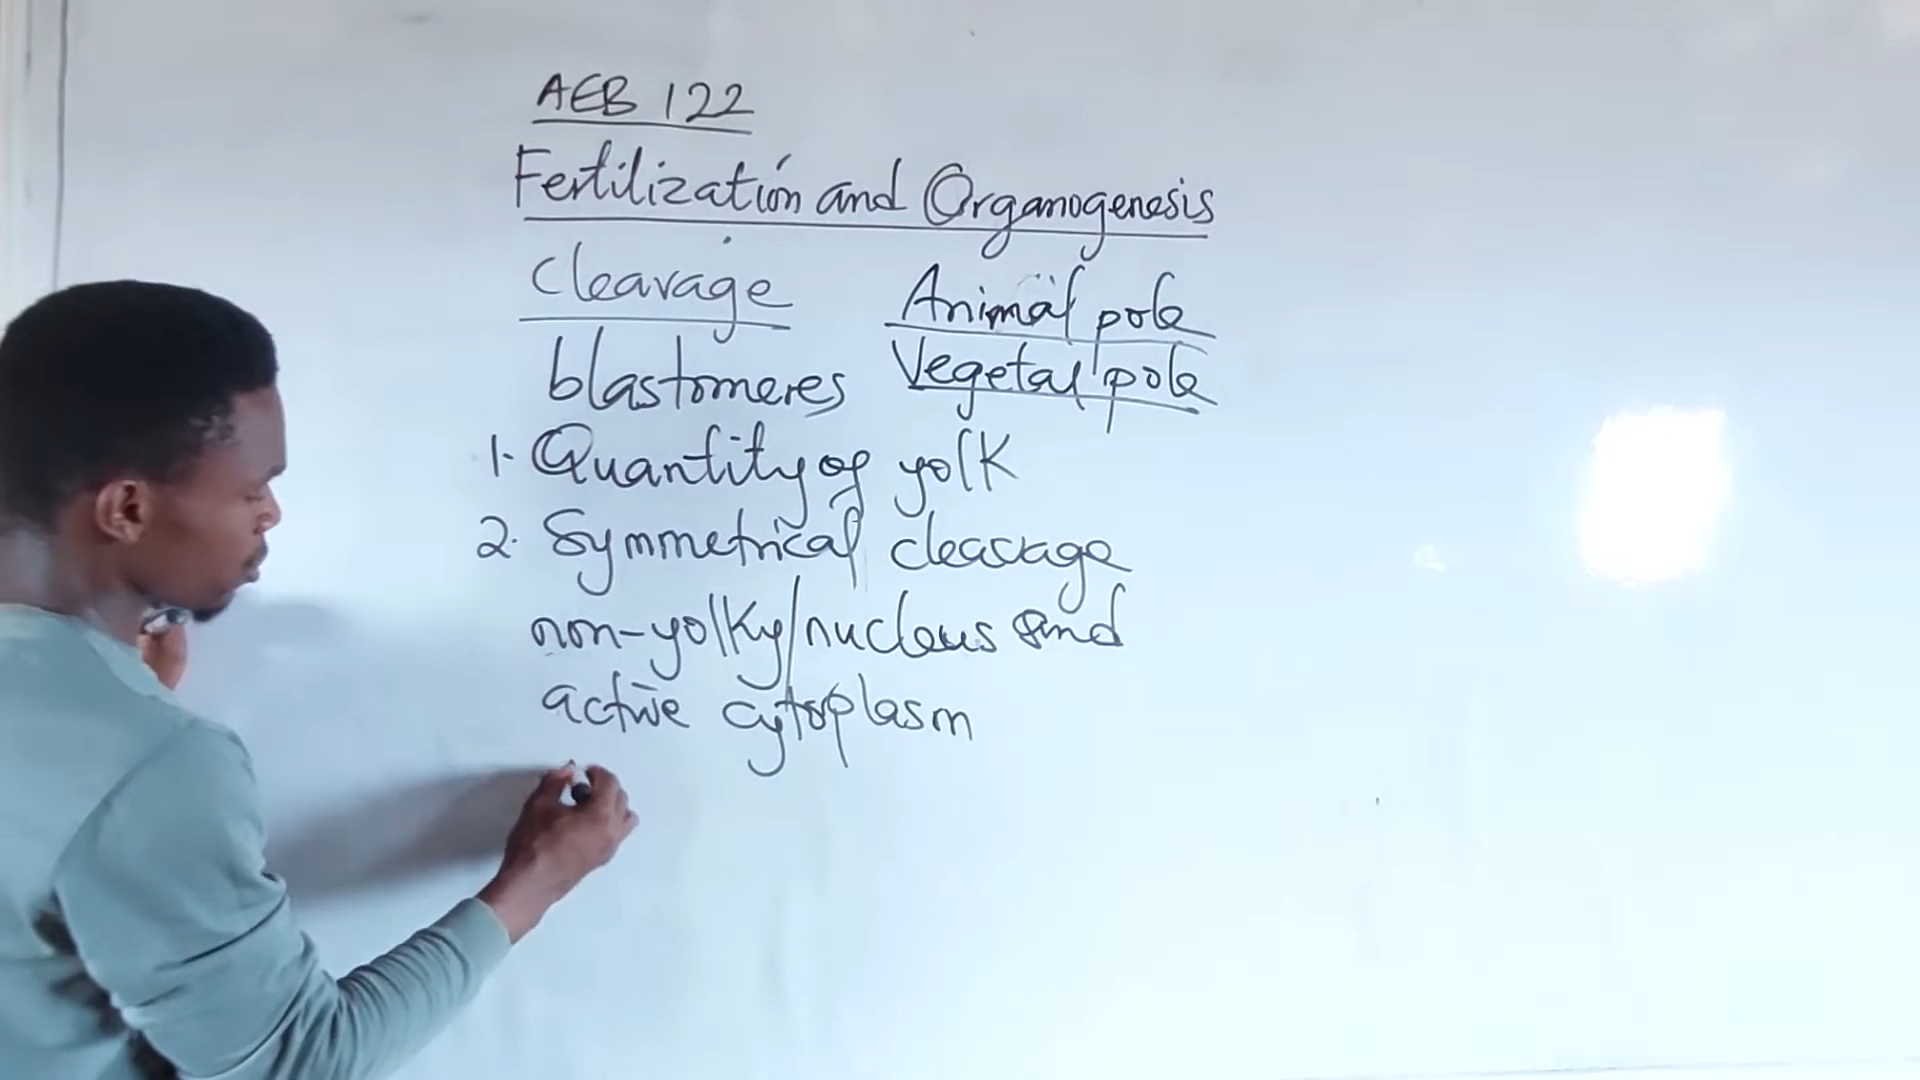 AEB 122
Fertilization and Organogenesis
Cleavage
Animal pole
Vegetal pole
blastomeres
1. Quantity of yolk
2. Symmetrical cleavage
non-yolky/nucleus and
active cytoplasm